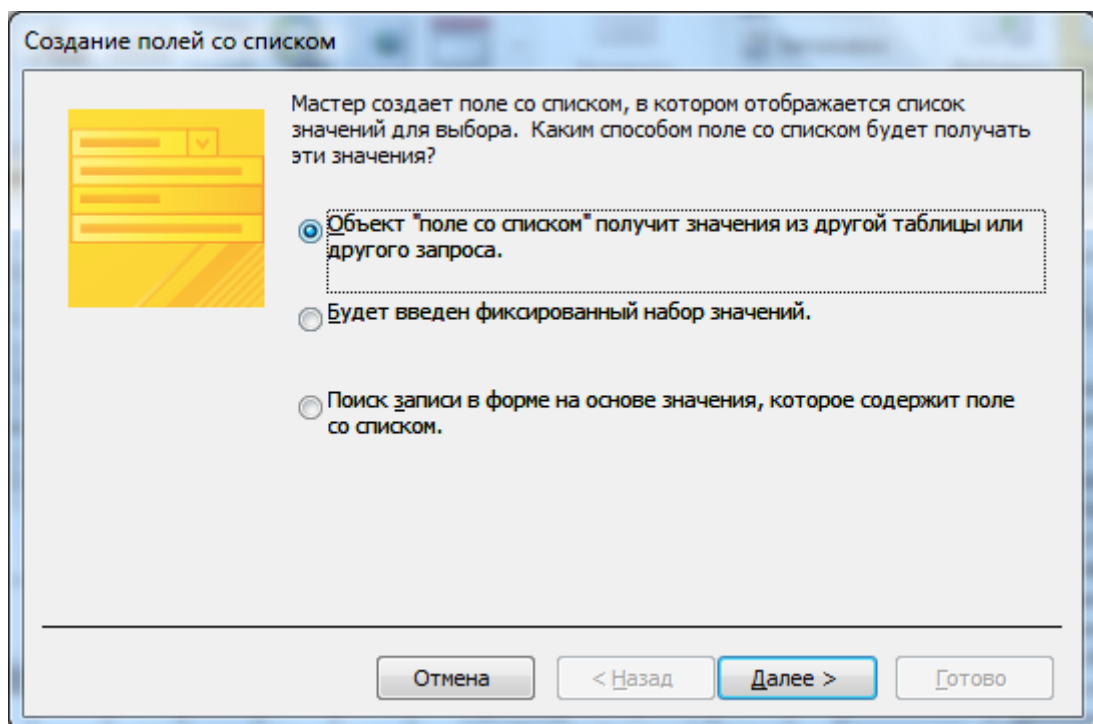 Создание полей со списком
Мастер создает поле со списком, в котором отображается список
значений для выбора. Каким способом поле со списком будет получать
эти значения?
Объект "поле со списком" получит значения из другой таблицы или
другого запроса.
Будет введен фиксированный набор значений.
Поиск записи в форме на основе значения, которое содержит поле
со списком.
Отмена
< Назад
Далее >
Готово